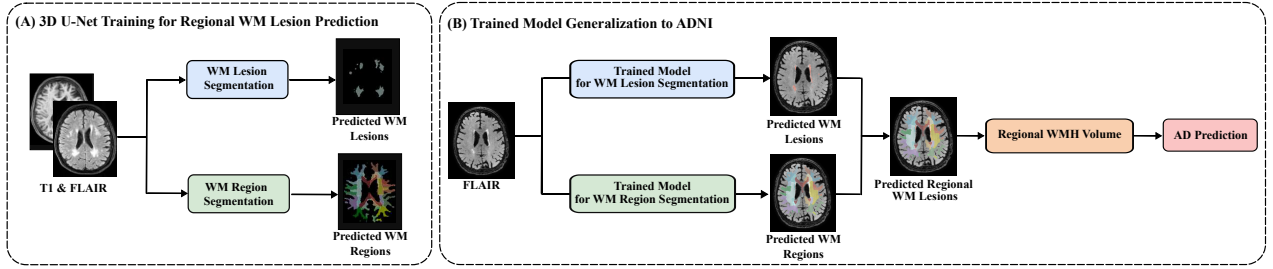 (A) 3D U-Net Training for Regional WM Lesion Prediction
T1 & FLAIR
WM Lesion
Segmentation
Predicted WM
Lesions
WM Region
Segmentation
Predicted WM
Regions
(B) Trained Model Generalization to ADNI
FLAIR
Trained Model
for WM Lesion Segmentation
Predicted WM
Lesions
Trained Model
for WM Region Segmentation
Predicted WM
Regions
Predicted Regional
WM Lesions
Regional WMH Volume
AD Prediction